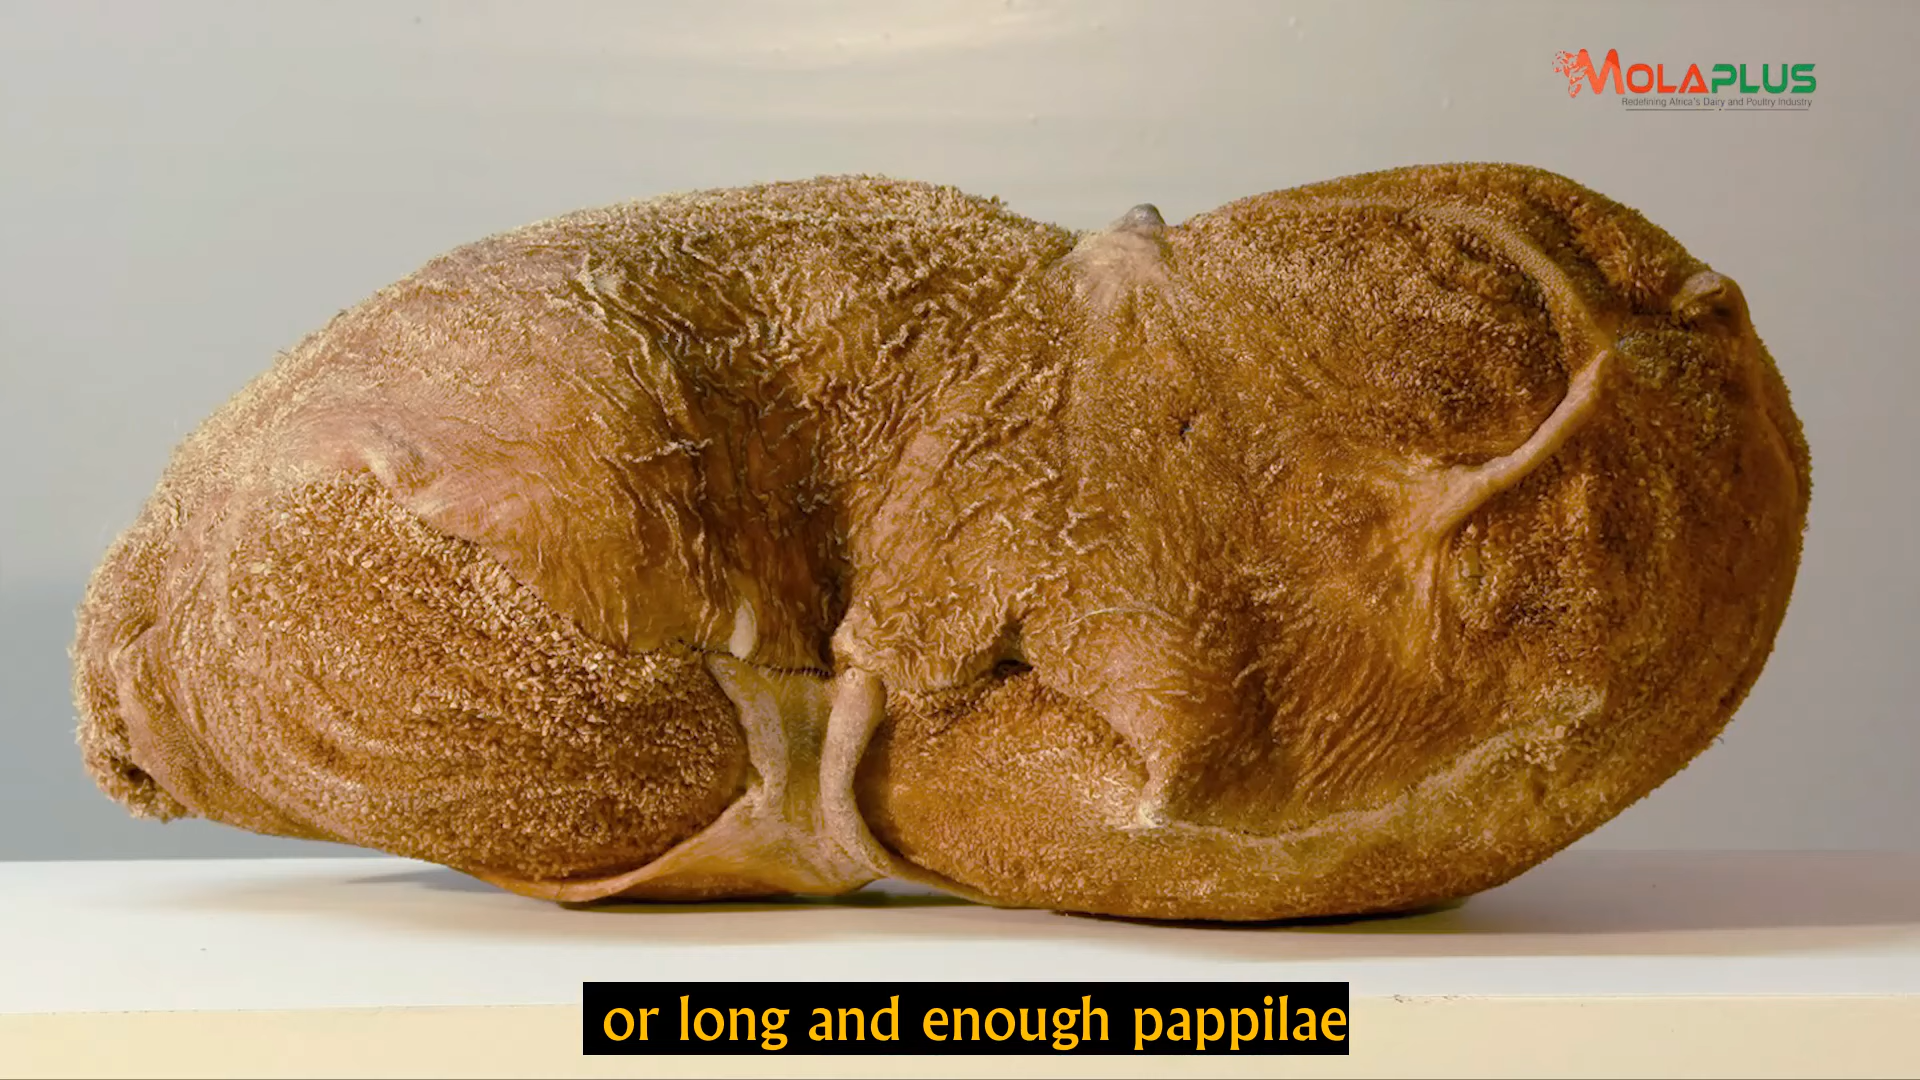 MOLAPLUS
Redefining Africa's Dairy and Poultry Industry
or long and enough pappilae